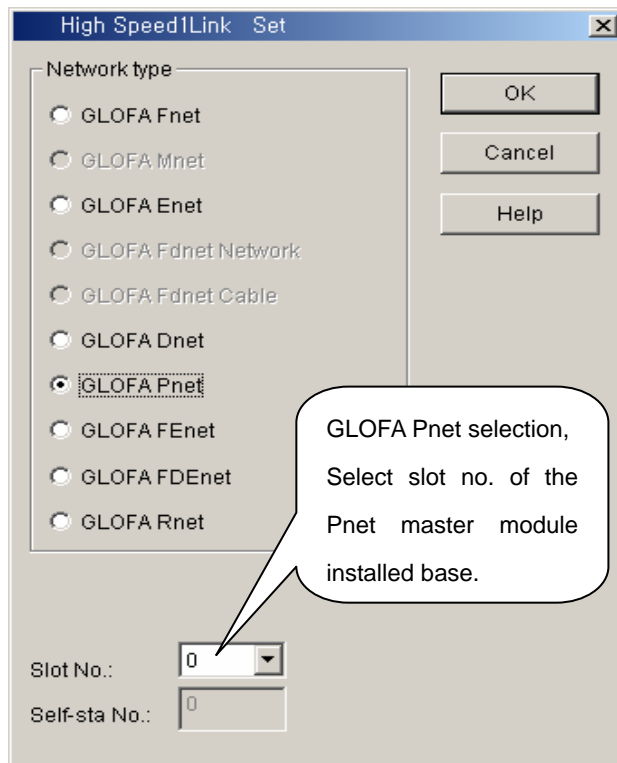 High Speed1Link Set
Network type
GLOFA Fnet
GLOFA Mnet
GLOFA Enet
GLOFA Fdnet Network
GLOFA Fdnet Cable
GLOFA Dnet
GLOFA Pnet
GLOFA FEnet
GLOFA FDEnet
GLOFA Rnet
OK
Cancel
Help
GLOFA Pnet selection,
Select slot no. of the
Pnet master module
installed base.
Slot No.: 0
Self-sta No.: 0